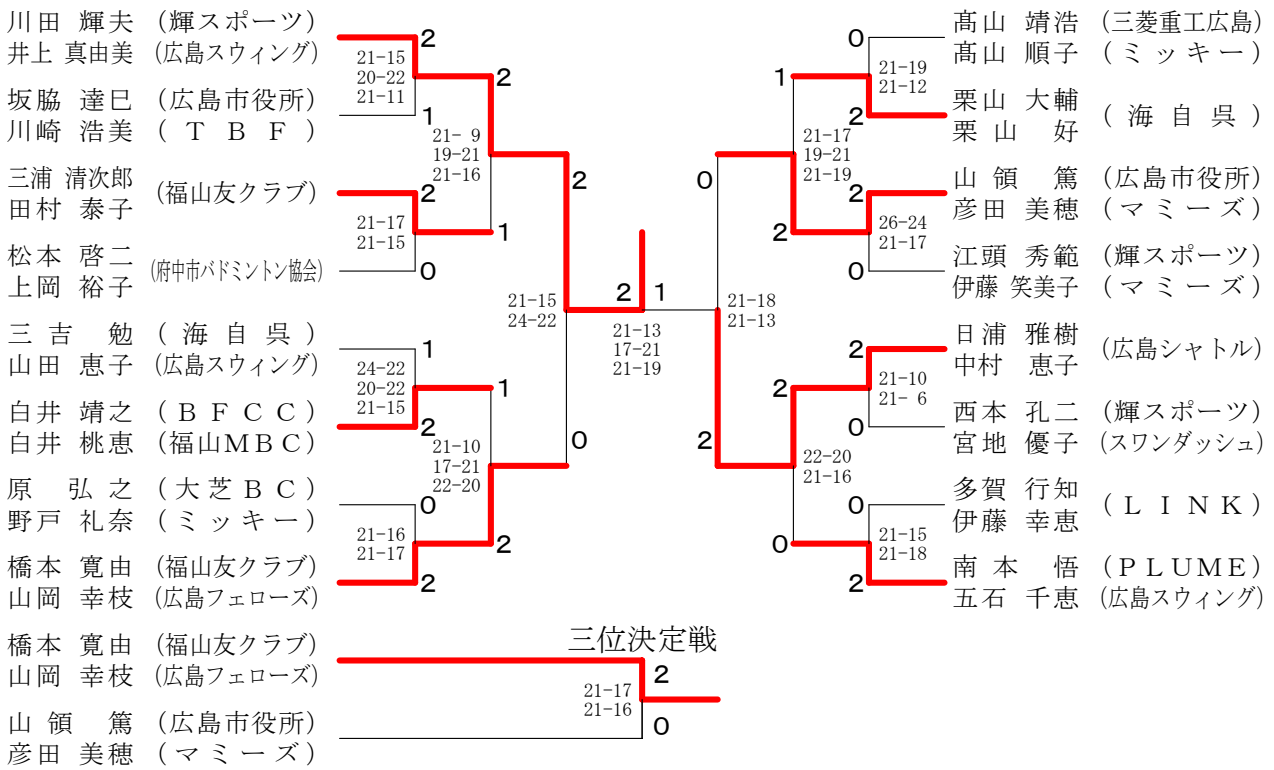 川田 輝夫 (輝スポーツ)
井上 真由美 (広島スウィング)
2
21-15
20-22
21-11
坂脇 達巳 (広島市役所)
川崎 浩美 (ＴＢＦ)
1
2
21- 9
19-21
21-16
三浦 清次郎
田村 泰子
(福山友クラブ)
2
21-17
21-15
1
松本 啓二
上岡 裕子
(府中市バドミントン協会)
0
2
21-15
24-22
三吉 勉 (海自呉)
山田 恵子 (広島スウィング)
1
24-22
20-22
21-15
白井 靖之 (ＢＦＣＣ)
白井 桃恵 (福山ＭＢＣ)
2
1
21-10
17-21
22-20
0
原 弘之 (大芝ＢＣ)
野戸 礼奈 (ミッキー)
0
21-16
21-17
2
橋本 寛由 (福山友クラブ)
山岡 幸枝 (広島フェローズ)
2
2
1
21-13
17-21
21-19
髙山 靖浩 (三菱重工広島)
髙山 順子 (ミッキー)
0
21-19
21-12
栗山 大輔
栗山 好
(海自呉)
2
1
21-17
19-21
21-19
山領 篤 (広島市役所)
彦田 美穂 (マミーズ)
2
26-24
21-17
2
江頭 秀範 (輝スポーツ)
伊藤 笑美子 (マミーズ)
0
0
21-18
21-13
日浦 雅樹
中村 恵子
(広島シャトル)
2
21-10
21- 6
西本 孔二 (輝スポーツ)
宮地 優子 (スワンダッシュ)
0
2
22-20
21-16
2
多賀 行知
伊藤 幸恵
(ＬＩＮＫ)
0
21-15
21-18
0
南本 悟 (ＰＬＵＭＥ)
五石 千恵 (広島スウィング)
2
三位決定戦
橋本 寛由 (福山友クラブ)
山岡 幸枝 (広島フェローズ)
2
21-17
21-16
山領 篤 (広島市役所)
彦田 美穂 (マミーズ)
0